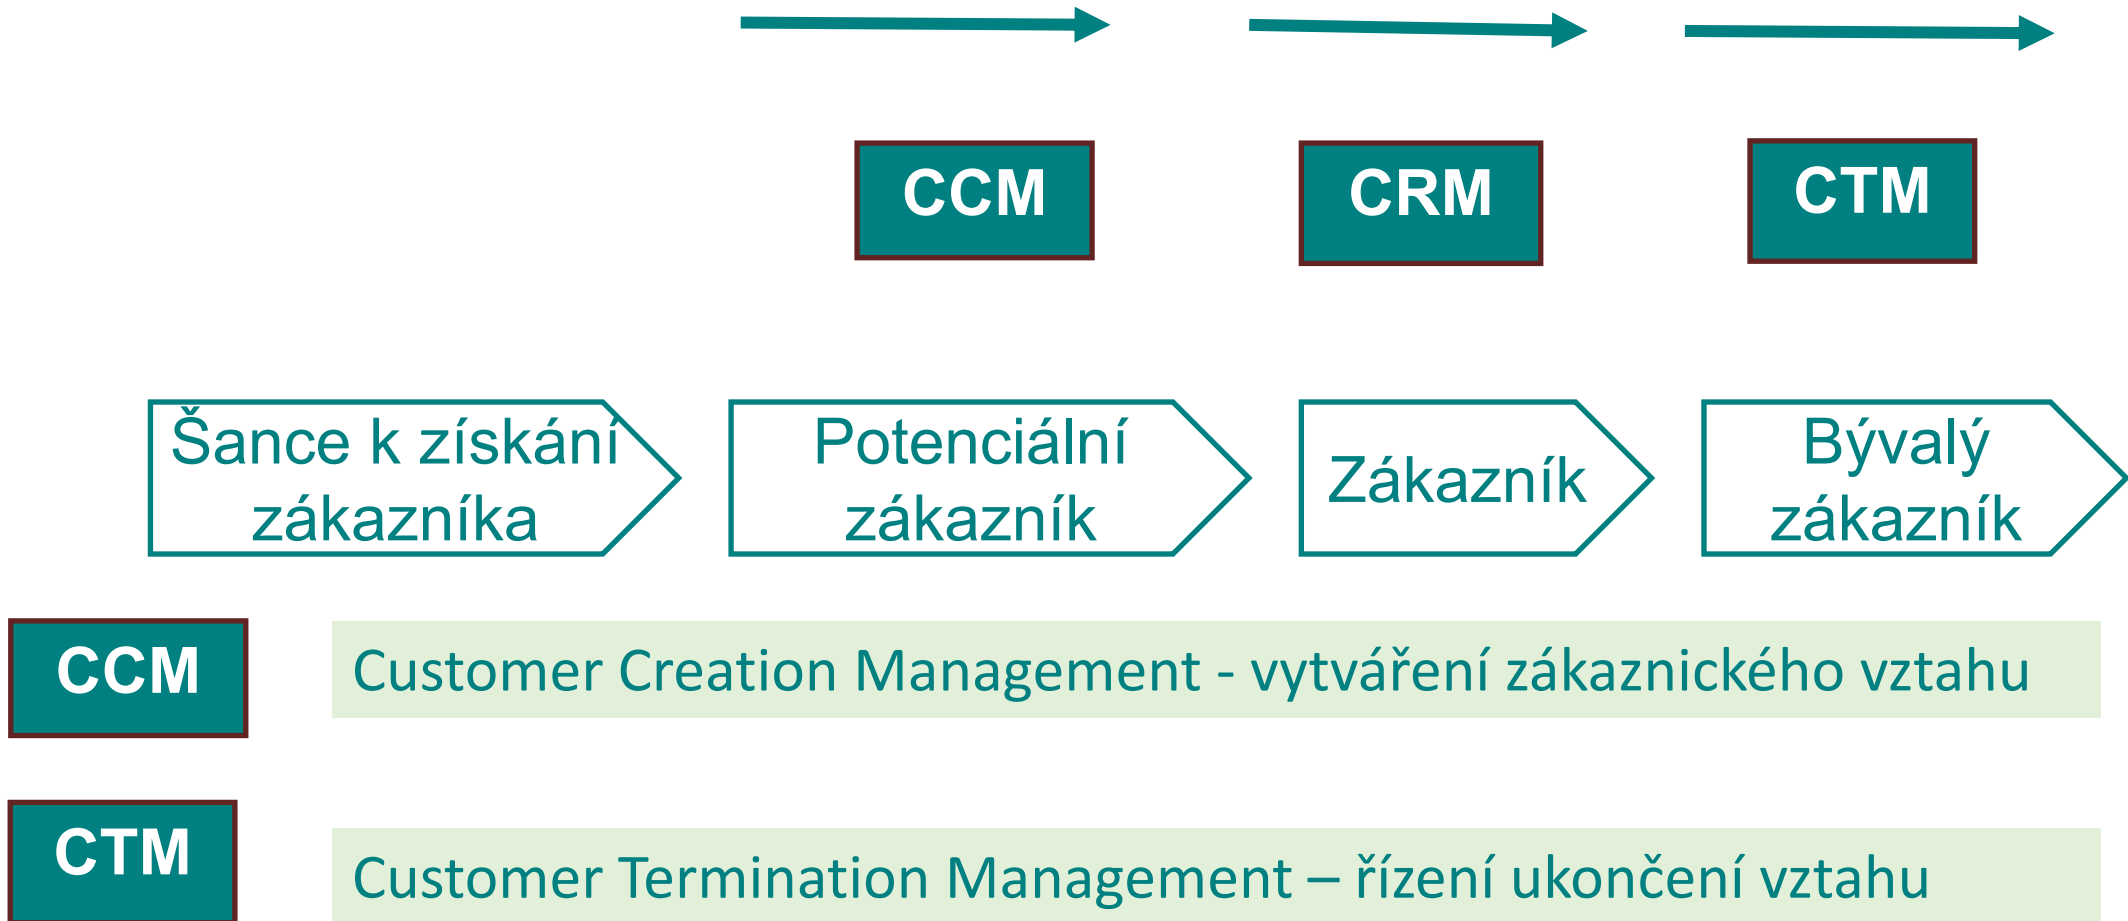 CCM
CRM
CTM
Šance k získání
zákazníka
Potenciální
zákazník
Zákazník
Bývalý
zákazník
CCM
Customer Creation Management - vytváření zákaznického vztahu
CTM
Customer Termination Management – řízení ukončení vztahu